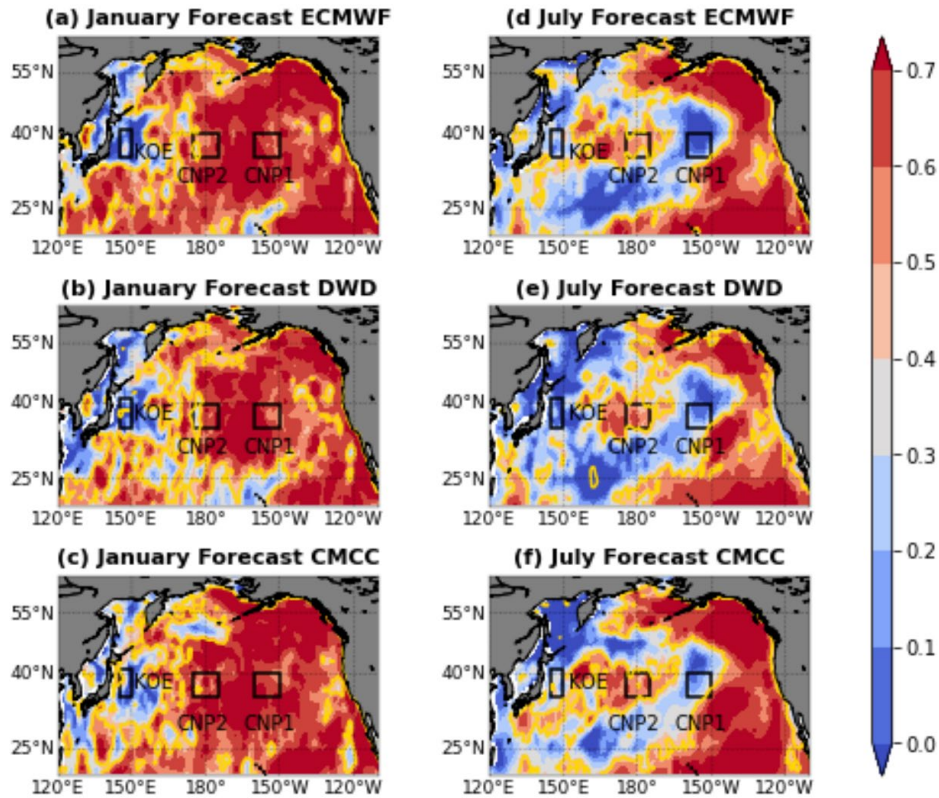 (a) January Forecast ECMWF
55°N
40°N
25°N
KOE
CNP2
CNP1
120°E 150°E 180° 150°W 120°W
(d July Forecast ECMWF
55°N
40°N
25°N
KOE
CNP2
CNP1
120°E 150°E 180° 150°W 120°W
(b) January Forecast DWD
55°N
40°N
25°N
KOE
CNP2
CNP1
120°E 150°E 180° 150°W 120°W
(e) July Forecast DWD
55°N
40°N
25°N
KOE
CNP2
CNP1
120°E 150°E 180° 150°W 120°W
(c) January Forecast CMCC
55°N
40°N
25°N
KOE
CNP2
CNP1
120°E 150°E 180° 150°W 120°W
(f) July Forecast CMCC
55°N
40°N
25°N
KOE
CNP2
CNP1
120°E 150°E 180° 150°W 120°W
0.7
0.6
0.5
0.4
0.3
0.2
0.1
0.0